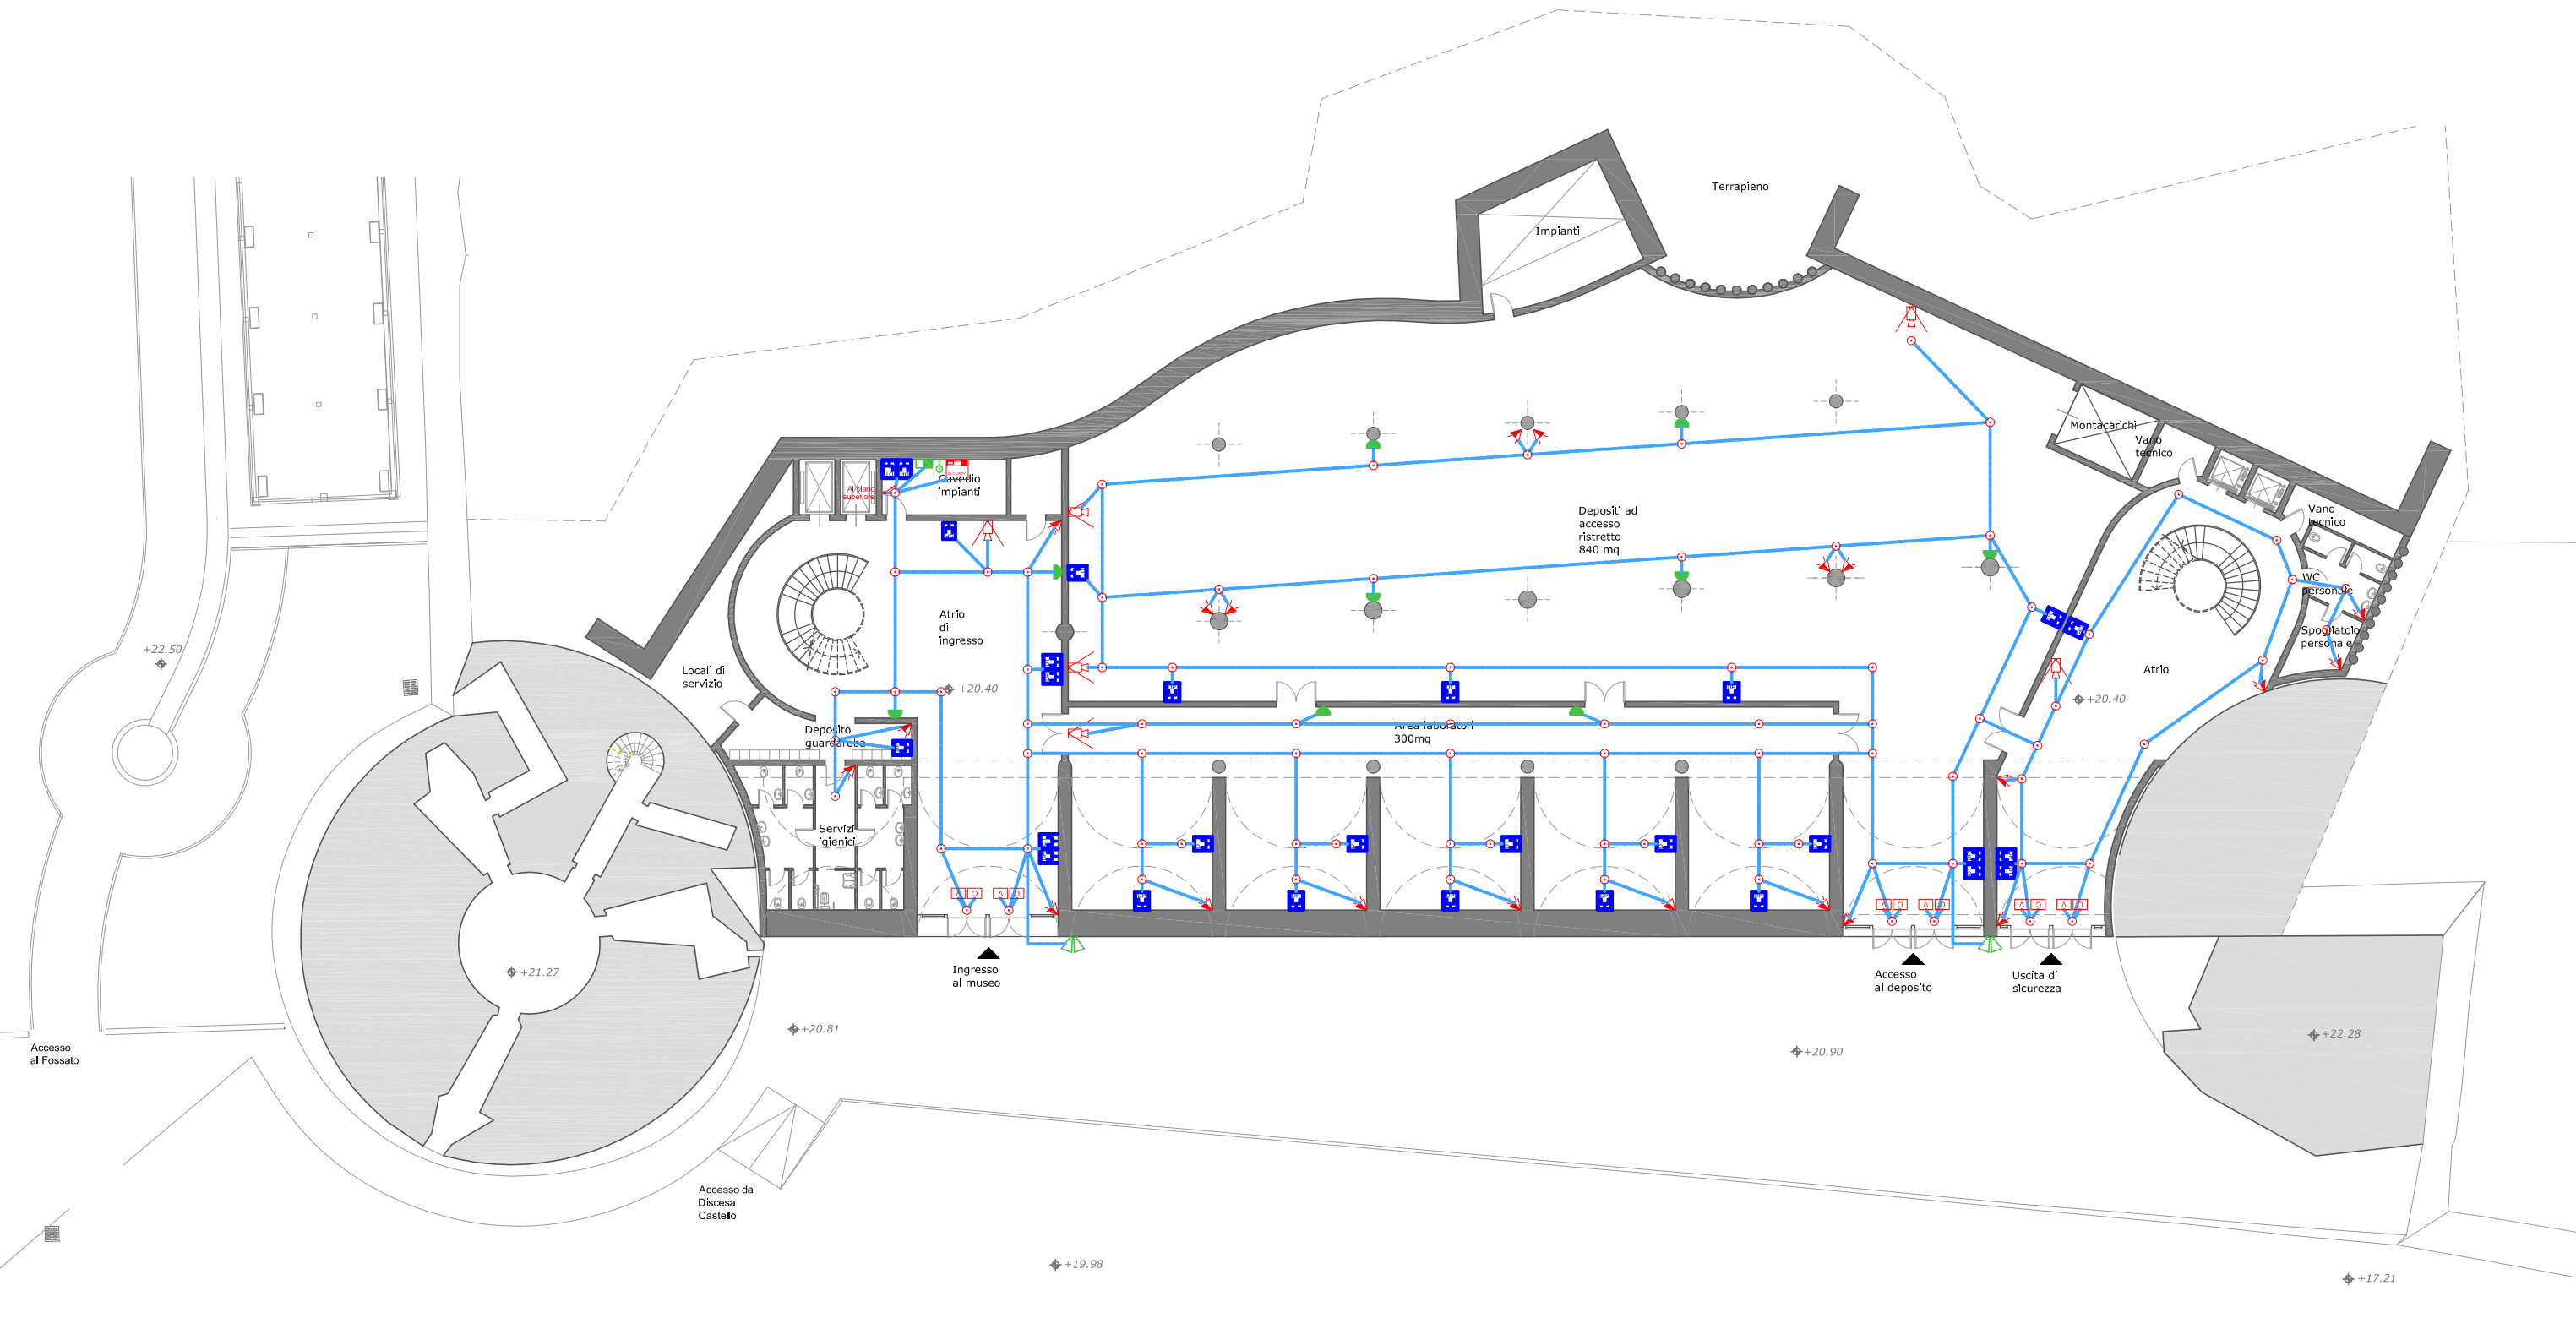 Terrapieno
Impianti
Montacarichi
Vano
tecnico
Al piano
superiore
Cavedio
impianti
Depositi ad
accesso
ristretto
840 mq
Vano
tecnico
WC
personale
Spogliatoio
personale
Atrio
di
ingresso
Locali di
servizio
+22.50
+20.40
Atrio
+20.40
Deposito
guardaroba
Area laboratori
300mq
Servizi
igienici
V C
V C
V C
V C
V C
V C
Ingresso
al museo
Accesso
al deposito
Uscita di
sicurezza
+21.27
+20.81
+20.90
+22.28
Accesso
al Fossato
Accesso da
Discesa
Castello
+19.98
+17.21